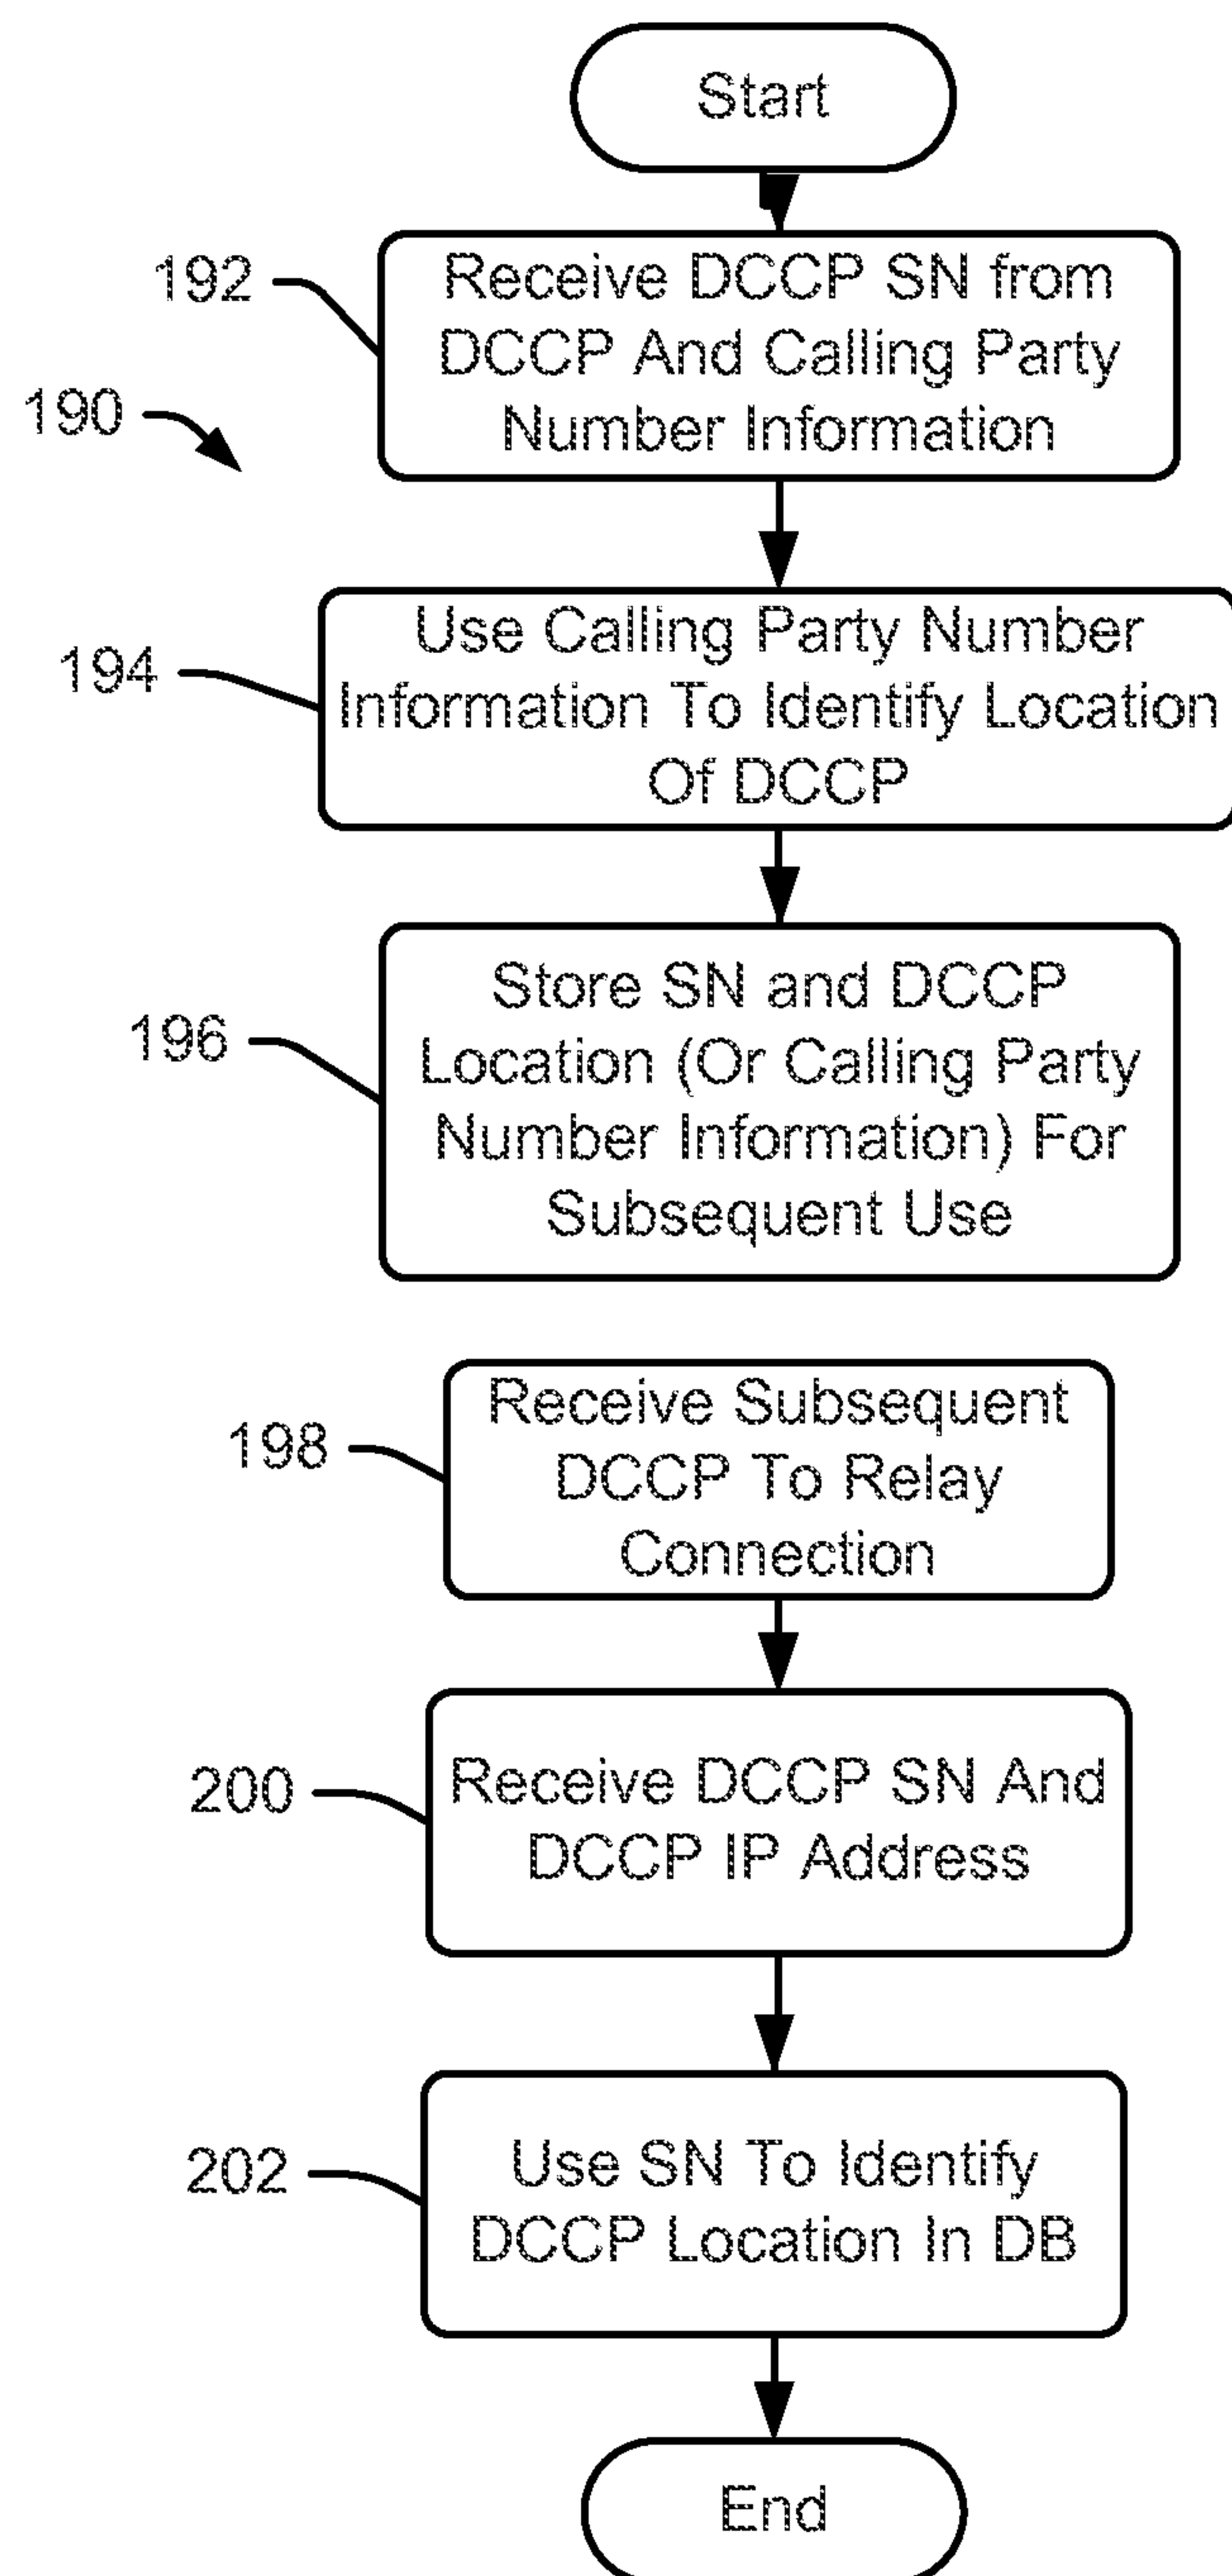 Start
192
Receive DCCP SN from
DCCP And Calling Party
Number Information
190
194
Use Calling Party Number
Information To Identify Location
Of DCCP
196
Store SN and DCCP
Location (Or Calling Party
Number Information) For
Subsequent Use
198
Receive Subsequent
DCCP To Relay
Connection
200
Receive DCCP SN And
DCCP IP Address
202
Use SN To Identify
DCCP Location In DB
End